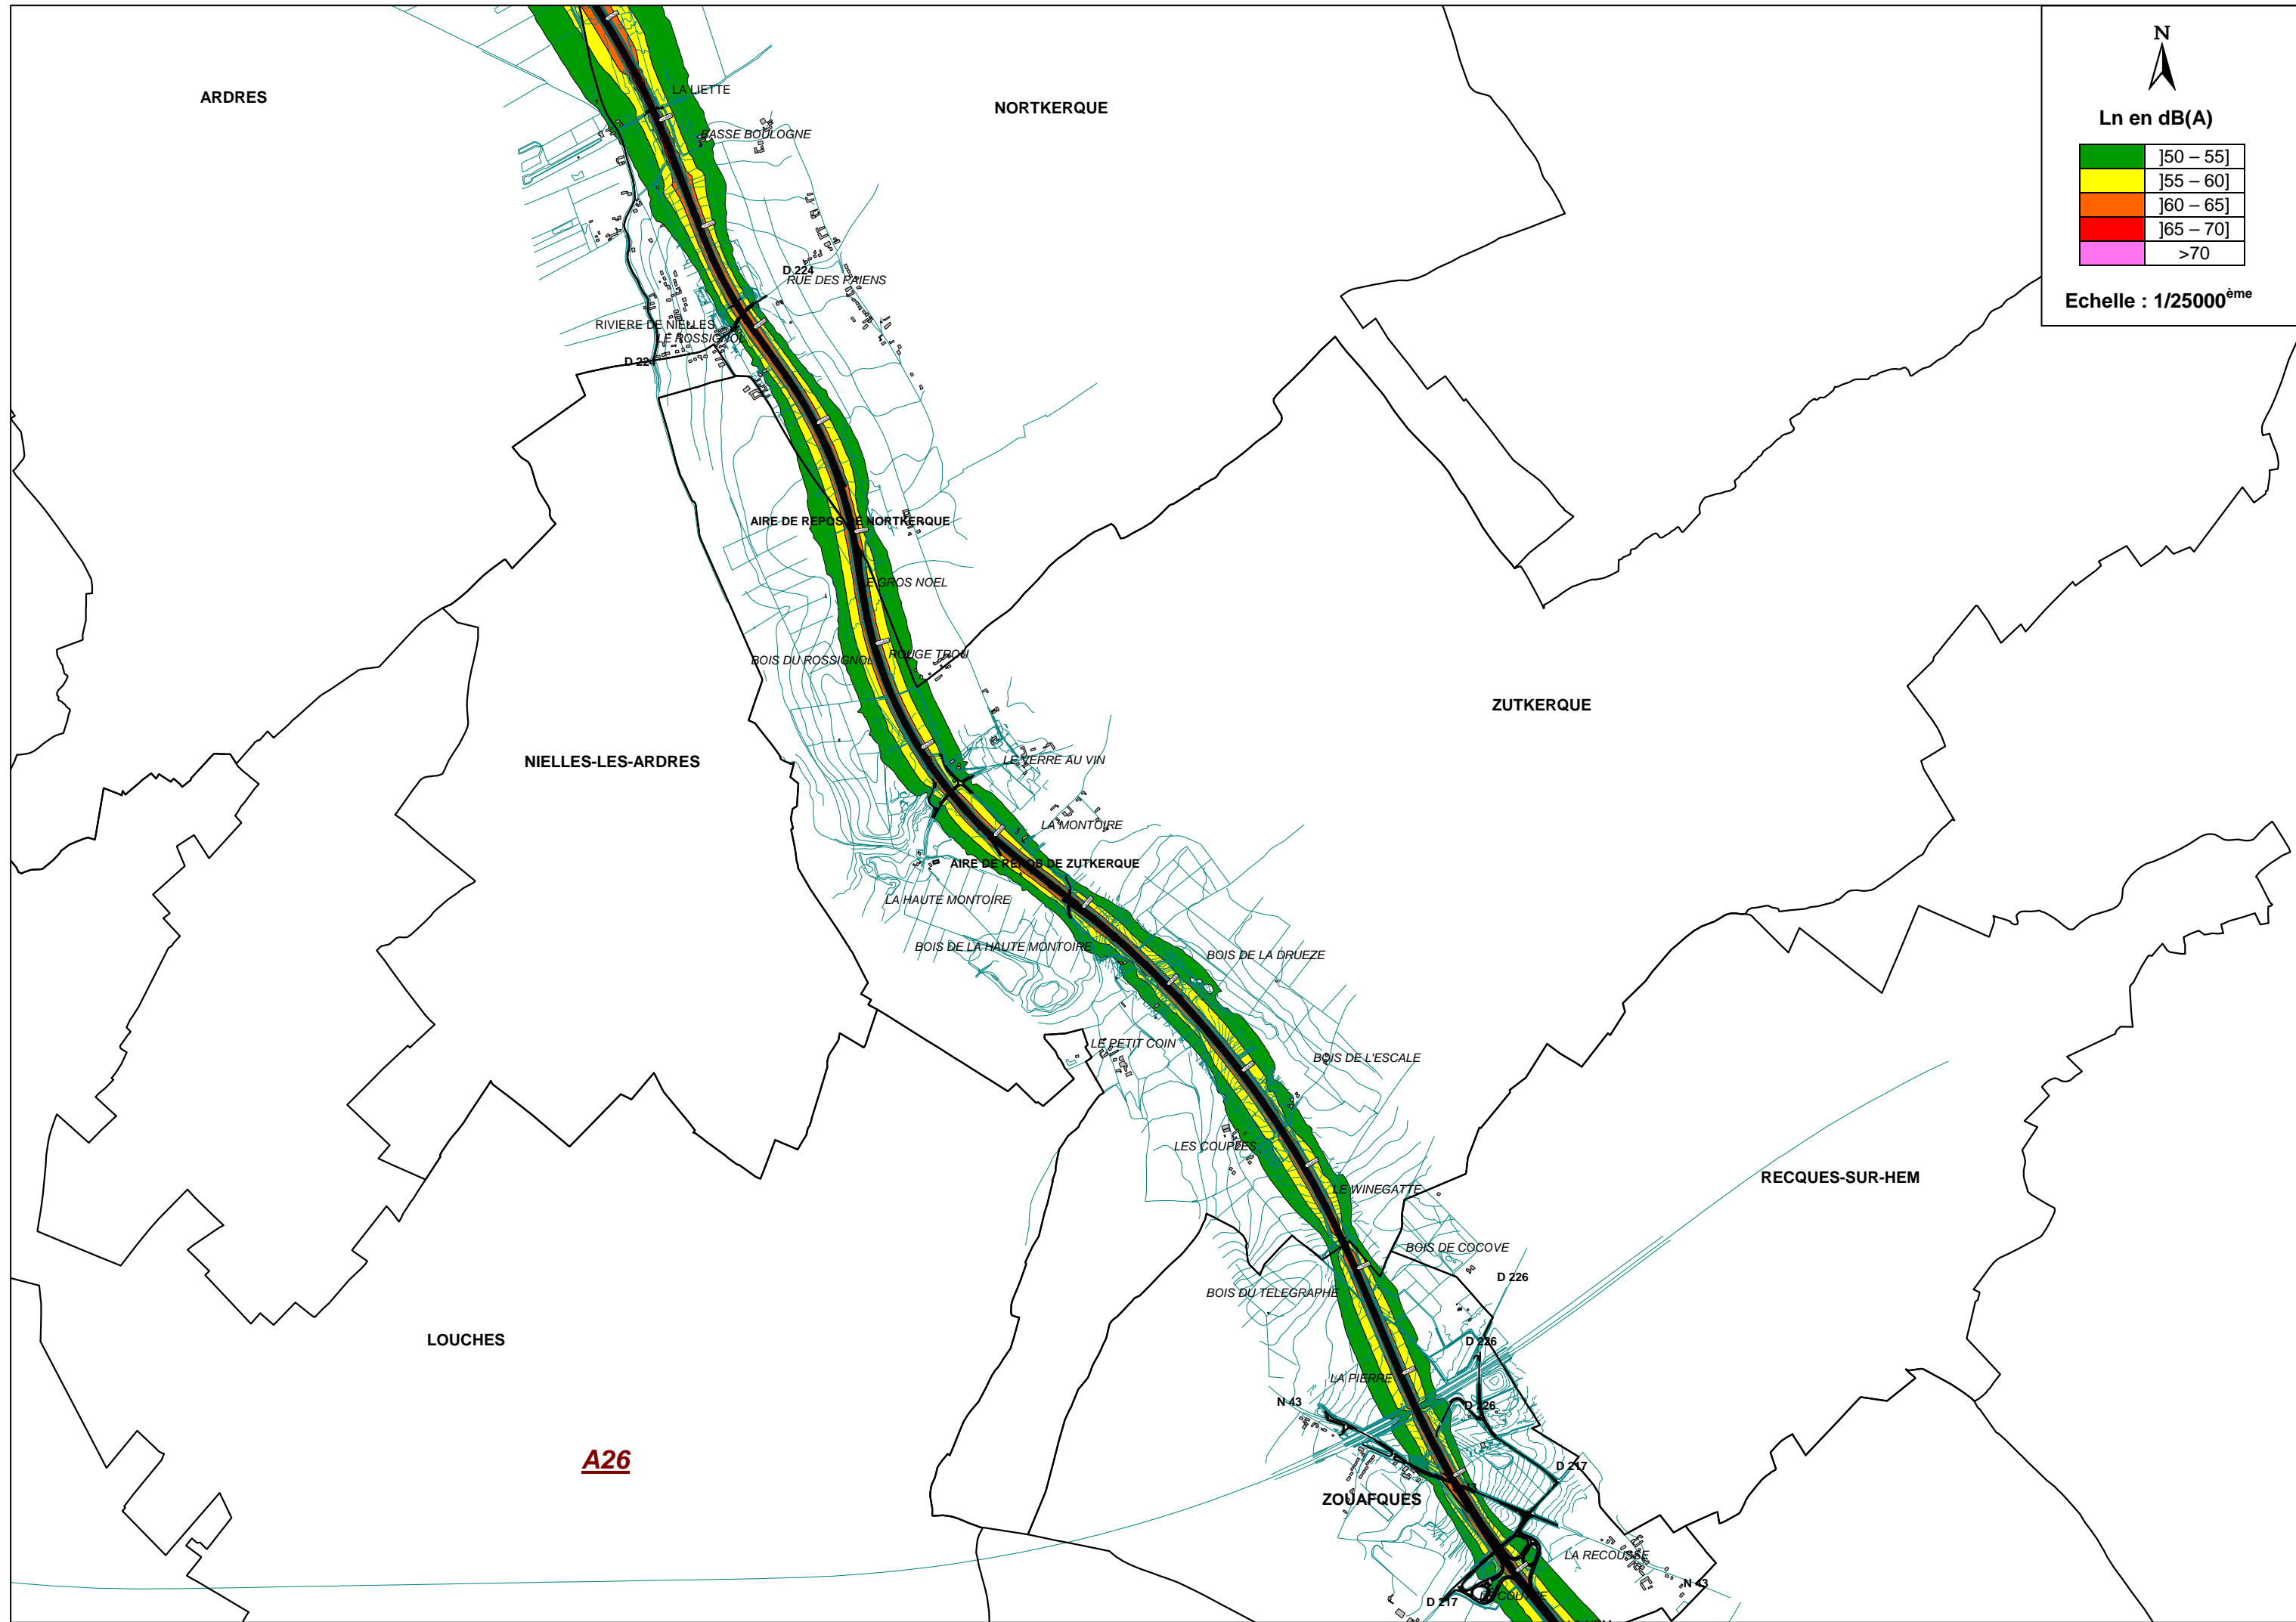 N
Ln en dB(A)
]50 – 55]
]55 – 60]
]60 – 65]
]65 – 70]
>70
Echelle : 1/25000ème
ARDRES
LA LIETTE
NORTKERQUE
BASSE BOULOGNE
D 224
RUE DES PAIENS
RIVIERE DE NIELLES
LE ROSSIGNOL
D 224
AIRE DE REPOS DE NORTKERQUE
LE GROS NOEL
ROUGE TROU
BOIS DU ROSSIGNOL
ZUTKERQUE
NIELLES-LES-ARDRES
LE VERRE AU VIN
LA MONTOIRE
AIRE DE REPOS DE ZUTKERQUE
LA HAUTE MONTOIRE
BOIS DE LA HAUTE MONTOIRE
BOIS DE LA DRUEZE
LE PETIT COIN
BOIS DE L'ESCALE
LES COUPLES
RECQUES-SUR-HEM
LE WINEGATTE
BOIS DE COCOVE
D 226
BOIS DU TELEGRAPHE
LOUCHES
D 226
LA PIERRE
N 43
D 226
A26
D 217
ZOUAFQUES
LA RECOUSSE
N 43
D 217